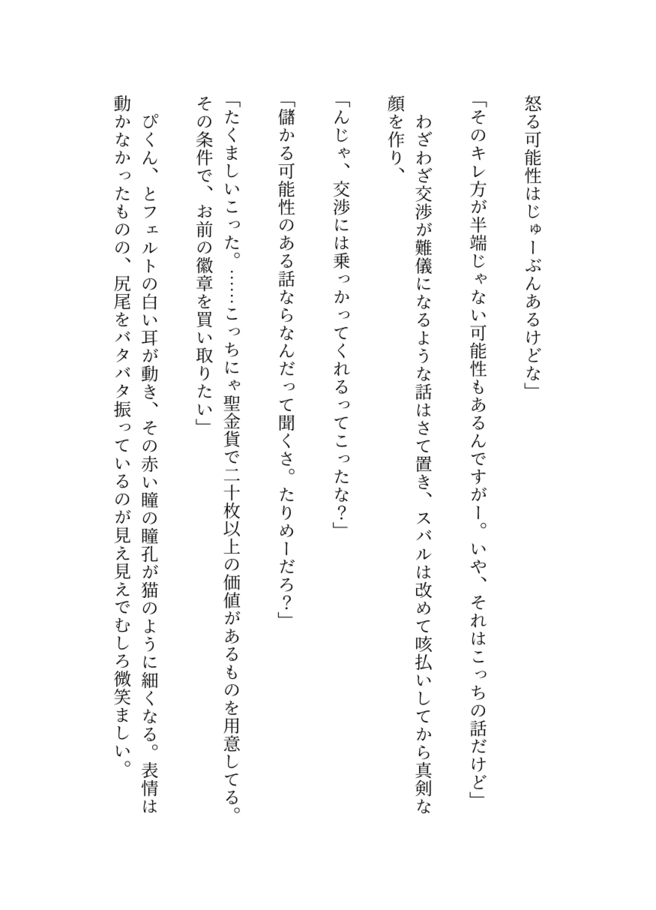 怒る可能性はじゅーぶんあるけどな」
「そのキレ方が半端じゃない可能性もあるんですがー。いや、それはこっちの話だけど」
　わざわざ交渉が難儀になるような話はさて置き、スバルは改めて咳払いしてから真剣な
顔を作り、
「んじゃ、交渉には乗っかってくれるってこったな？」
「儲かる可能性のある話ならなんだって聞くさ。たりめーだろ？」
「たくましいこった。……こっちにゃ聖金貨で二十枚以上の価値があるものを用意してる。
その条件で、お前の徽章を買い取りたい」
　ぴくん、とフェルトの白い耳が動き、その赤い瞳の瞳孔が猫のように細くなる。表情は
動かなかったものの、尻尾をバタバタ振っているのが見え見えでむしろ微笑ましい。